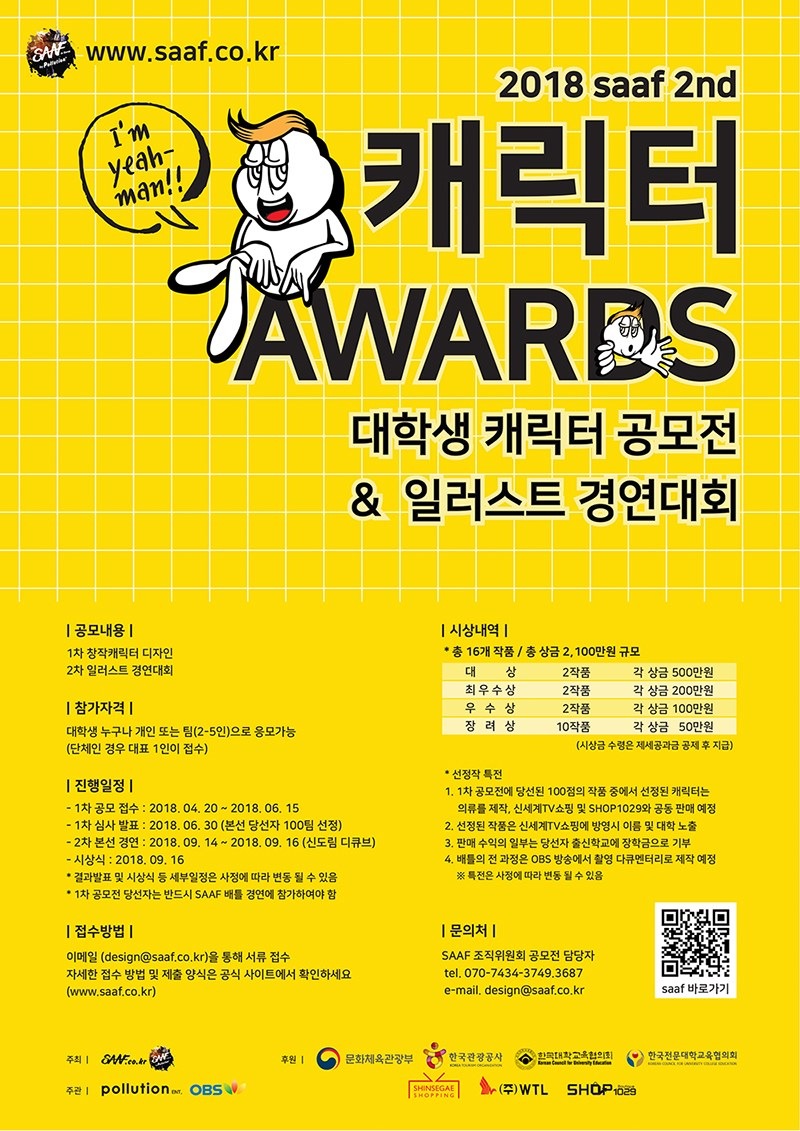 SAAF
by Pollution
www.saaf.co.kr
2018 saaf 2nd
I'm
yeah-
man!!
캐릭터
AWARDS
대학생 캐릭터 공모전
& 일러스트 경연대회
| 공모내용 |
1차 창작캐릭터 디자인
2차 일러스트 경연대회
| 참가자격 |
대학생 누구나 개인 또는 팀(2-5인)으로 응모가능
(단체인 경우 대표 1인이 접수)
| 진행일정 |
- 1차 공모 접수 : 2018. 04. 20 ~ 2018. 06. 15
- 1차 심사 발표 : 2018. 06. 30 (본선 당선자 100팀 선정)
- 2차 본선 경연 : 2018. 09. 14 ~ 2018. 09. 16 (신도림 디큐브)
- 시상식 : 2018. 09. 16
* 결과발표 및 시상식 등 세부일정은 사정에 따라 변동 될 수 있음
* 1차 공모전 당선자는 반드시 SAAF 배틀 경연에 참가하여야 함
| 접수방법 |
이메일 (design@saaf.co.kr)을 통해 서류 접수
자세한 접수 방법 및 제출 양식은 공식 사이트에서 확인하세요
(www.saaf.co.kr)
| 시상내역 |
* 총 16개 작품 / 총 상금 2,100만원 규모
대 상 2작품 각 상금 500만원
최우수상 2작품 각 상금 200만원
우 수 상 2작품 각 상금 100만원
장 려 상 10작품 각 상금 50만원
(시상금 수령은 제세공과금 공제 후 지급)
* 선정작 특전
1. 1차 공모전에 당선된 100점의 작품 중에서 선정된 캐릭터는
의류를 제작, 신세계TV쇼핑 및 SHOP1029와 공동 판매 예정
2. 선정된 작품은 신세계TV쇼핑에 방영시 이름 및 대학 노출
3. 판매 수익의 일부는 당선자 출신학교에 장학금으로 기부
4. 배틀의 전 과정은 OBS 방송에서 촬영 다큐멘터리로 제작 예정
※ 특전은 사정에 따라 변동 될 수 있음
| 문의처 |
SAAF 조직위원회 공모전 담당자
tel. 070-7434-3749.3687
e-mail. design@saaf.co.kr
saaf 바로가기
주최 | SAAF.co.kr
후원 | 문화체육관광부 한국관광공사 한국대학교육협의회 한국전문대학교육협의회
KOREA TOURISM ORGANIZATION Korean Council for University Education KOREAN COUNCIL FOR UNIVERSITY COLLEGE EDUCATION
주관 | pollution ENT. OBS
SHINSEGAE
SHOPPING
(주)WTL
SHOP 1029